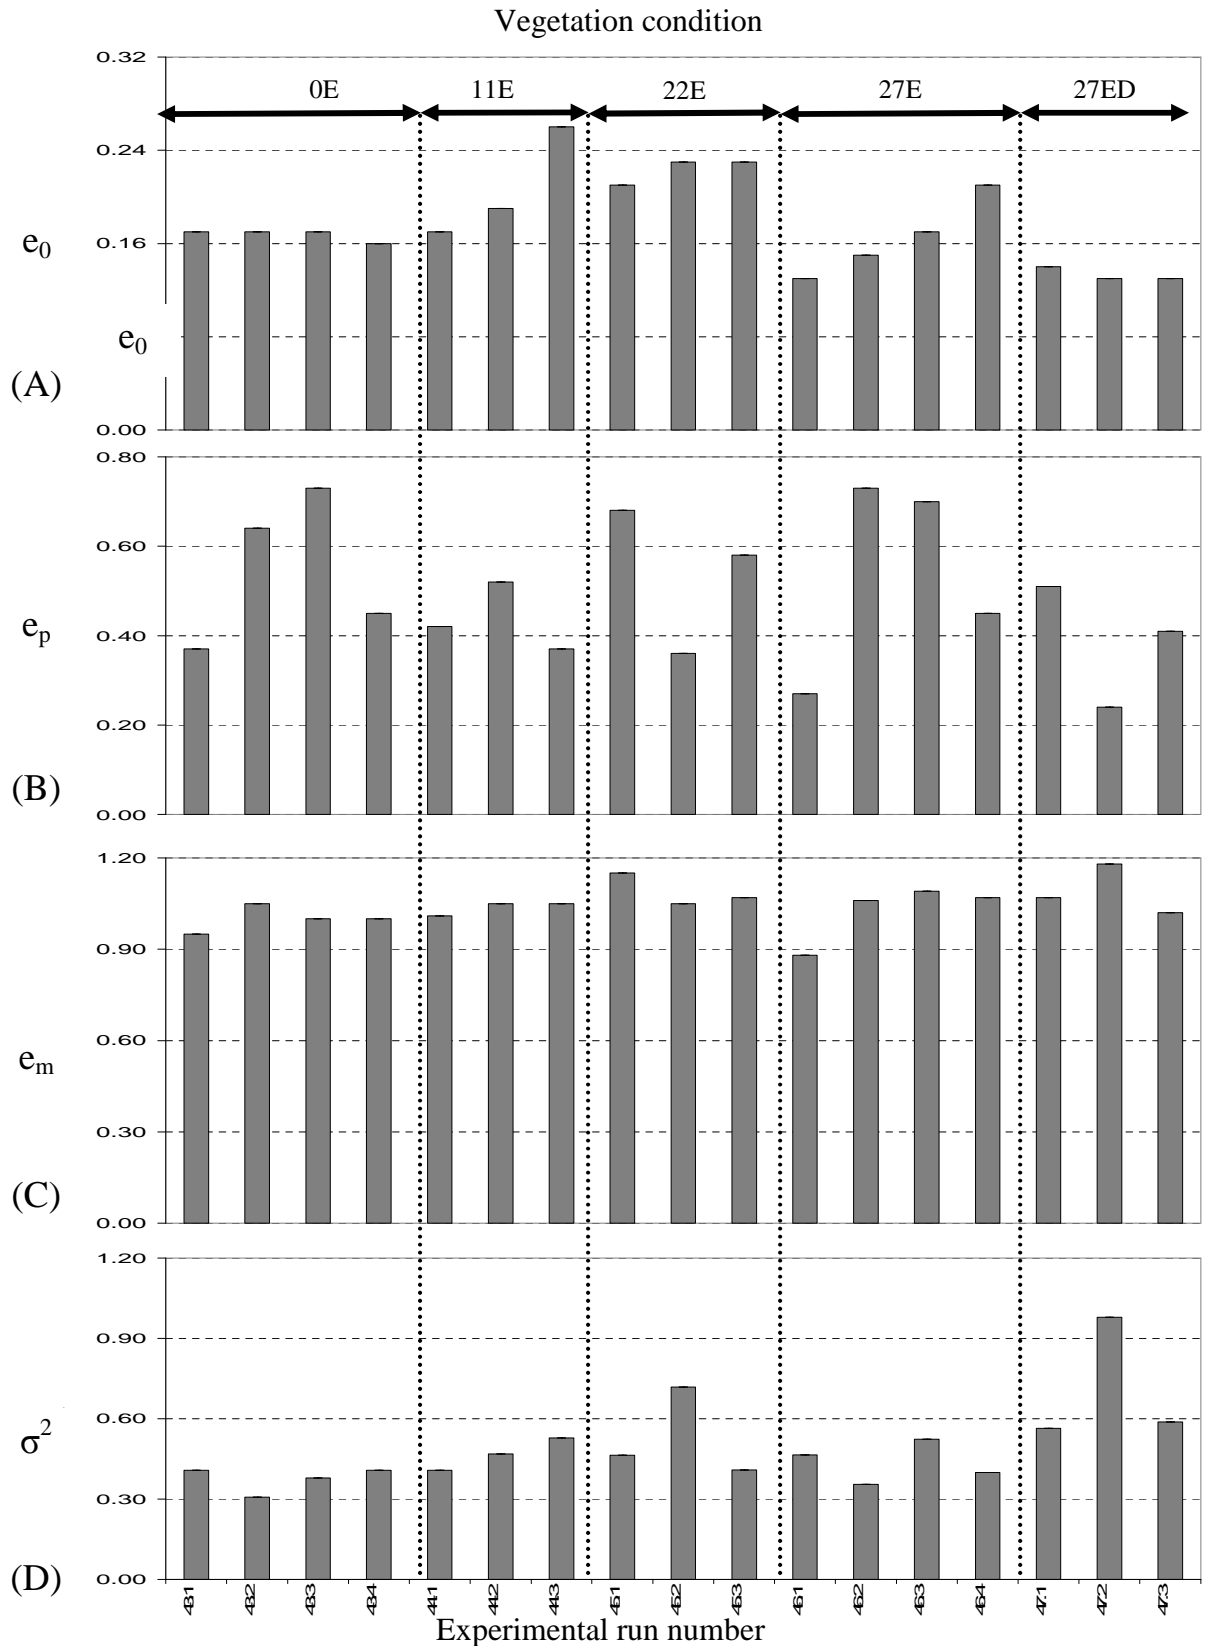 Vegetation condition
0.32
0E 11E 22E 27E 27ED
0.24
e₀ 0.16
e₀
(A)
0.00
0.80
0.60
eₚ 0.40
0.20
(B)
0.00
1.20
0.90
0.60
eₘ
0.30
(C)
0.00
1.20
0.90
0.60
σ²
0.30
(D) 0.00
431 432 433 434 441 442 443 451 452 453 461 462 463 464 471 472 473
Experimental run number